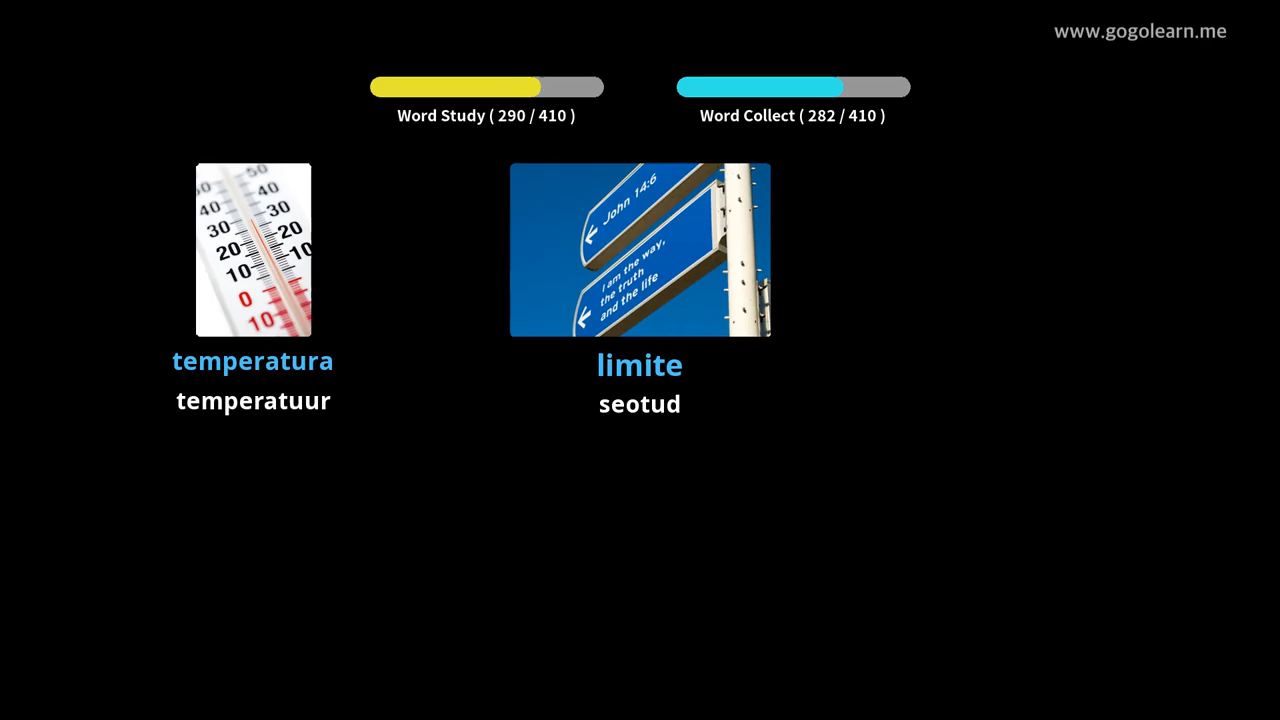 www.gogolearn.me
Word Study ( 290 / 410 )
Word Collect ( 282 / 410 )
50
50
40
40
30
30
20
20
10
10
0
10
John 14:6
I am the way,
the truth
and the life
temperatura
limite
temperatuur
seotud